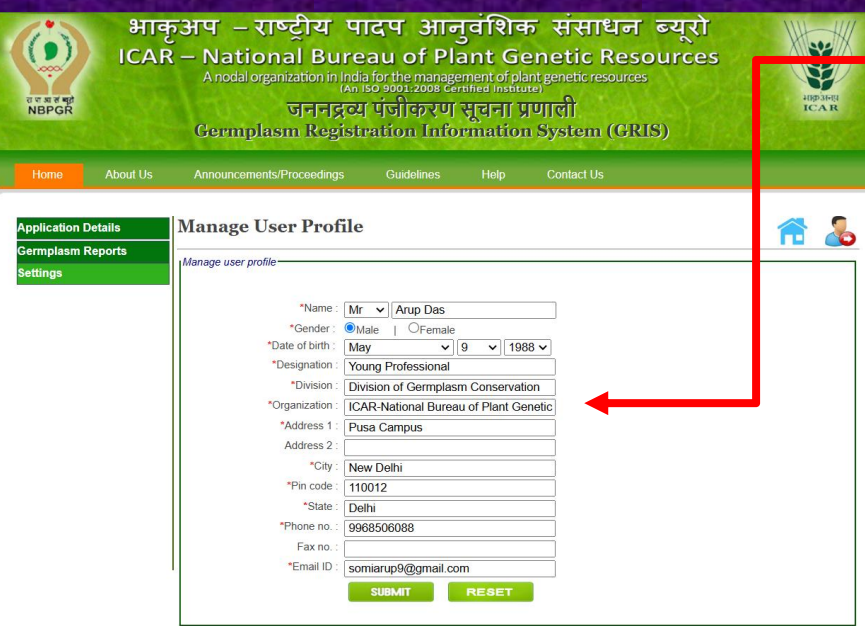 भाकृअप – राष्ट्रीय पादप आनुवंशिक संसाधन ब्यूरो
ICAR – National Bureau of Plant Genetic Resources
A nodal organization in India for the management of plant genetic resources
(An ISO 9001:2008 Certified Institute)
जननद्रव्य पंजीकरण सूचना प्रणाली
Germplasm Registration Information System (GRIS)
NBPGR
भाकृअनुप
ICAR
Home About Us Announcements/Proceedings Guidelines Help Contact Us
Application Details
Germplasm Reports
Settings
Manage User Profile
Manage user profile
*Name : Mr Arup Das
*Gender : Male | Female
*Date of birth : May 9 1988
*Designation : Young Professional
*Division : Division of Germplasm Conservation
*Organization : ICAR-National Bureau of Plant Genetic
*Address 1 : Pusa Campus
Address 2 :
*City : New Delhi
*Pin code : 110012
*State : Delhi
*Phone no. : 9968506088
Fax no. :
*Email ID : somiarup9@gmail.com
SUBMIT RESET